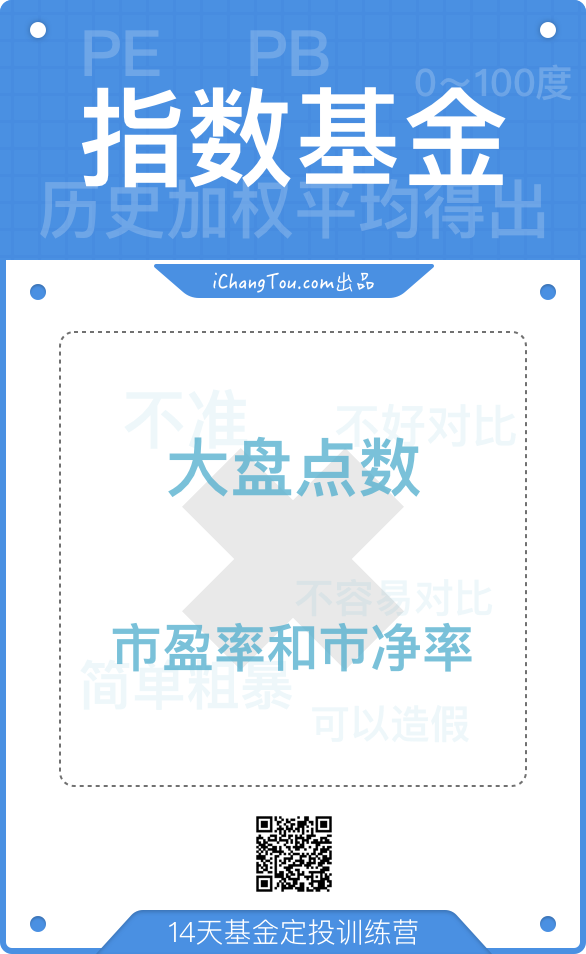 PE PB
0～100度
指数基金
历史加权平均得出
iChangTou.com出品
不准
不好对比
大盘点数
不容易对比
市盈率和市净率
简单粗暴
可以造假
14天基金定投训练营